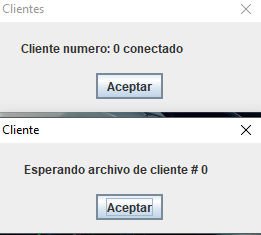 Clientes
Cliente numero: 0 conectado
Aceptar
Cliente
Esperando archivo de cliente # 0
Aceptar